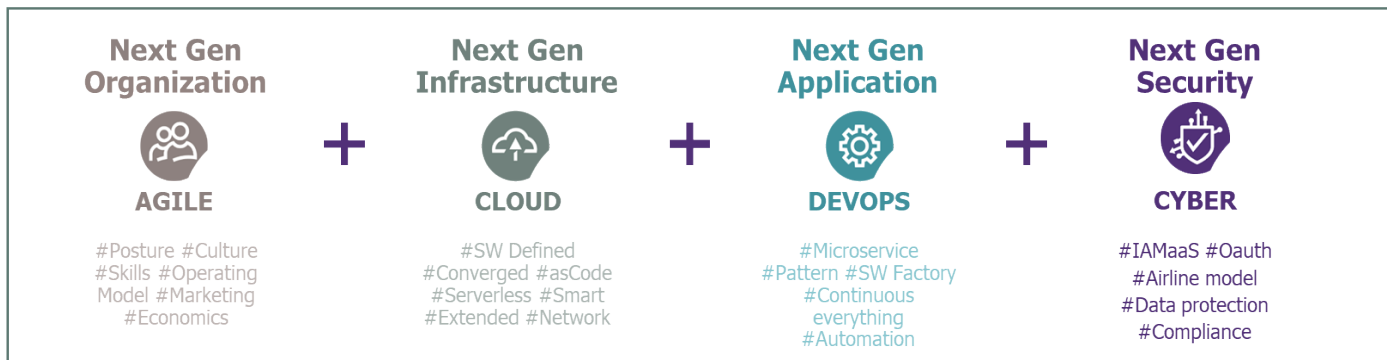 Next Gen
Organization
AGILE
#Posture #Culture
#Skills #Operating
Model #Marketing
#Economics
Next Gen
Infrastructure
CLOUD
#SW Defined
#Converged #asCode
#Serverless #Smart
#Extended #Network
Next Gen
Application
DEVOPS
#Microservice
#Pattern #SW Factory
#Continuous
everything
#Automation
Next Gen
Security
CYBER
#IAMaaS #Oauth
#Airline model
#Data protection
#Compliance